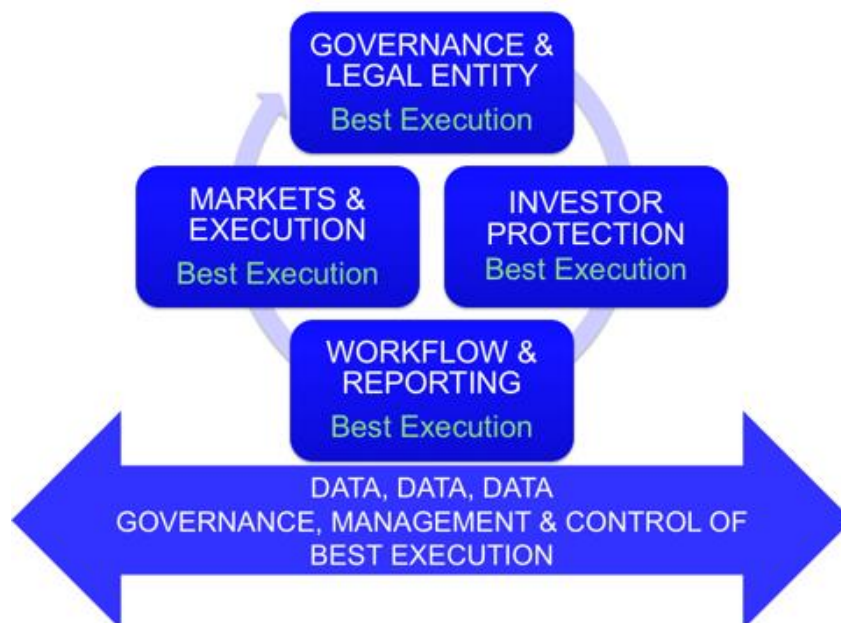 GOVERNANCE &
LEGAL ENTITY
Best Execution
MARKETS &
EXECUTION
Best Execution
INVESTOR
PROTECTION
Best Execution
WORKFLOW &
REPORTING
Best Execution
DATA, DATA, DATA
GOVERNANCE, MANAGEMENT & CONTROL OF
BEST EXECUTION